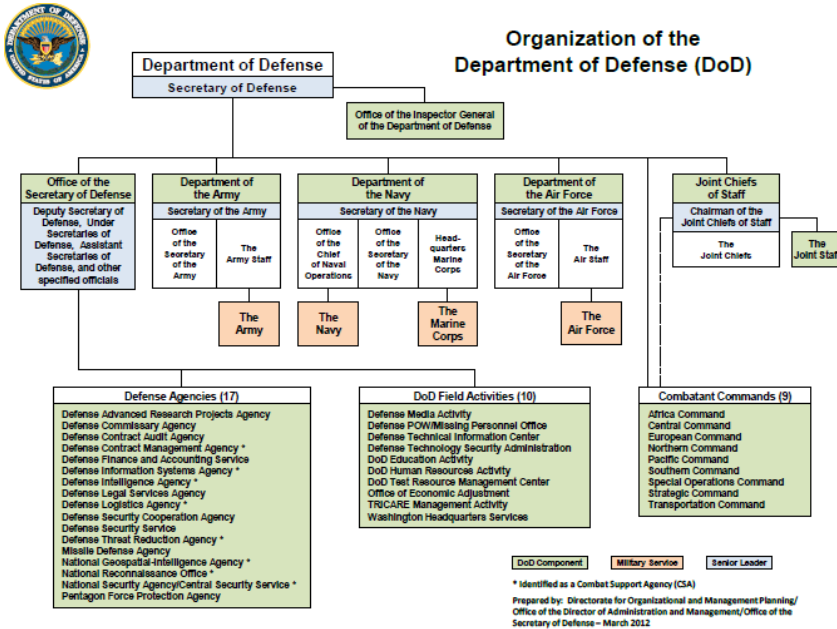 DEPARTMENT OF DEFENSE
UNITED STATES OF AMERICA
Organization of the
Department of Defense (DoD)
Department of Defense
Secretary of Defense
Office of the Inspector General
of the Department of Defense
Office of the
Secretary of Defense
Deputy Secretary of
Defense, Under
Secretaries of
Defense, Assistant
Secretaries of
Defense, and other
specified officials
Department of
the Army
Secretary of the Army
Office
of the
Secretary
of the
Army
The
Army Staff
The
Army
Department of
the Navy
Secretary of the Navy
Office
of the
Chief
of Naval
Operations
Office
of the
Secretary
of the
Navy
Head-
quarters
Marine
Corps
The
Navy
The
Marine
Corps
Department of
the Air Force
Secretary of the Air Force
Office
of the
Secretary
of the
Air Force
The
Air Staff
The
Air Force
Joint Chiefs
of Staff
Chairman of the
Joint Chiefs of Staff
The
Joint Chiefs
The
Joint Staff
Defense Agencies (17)
Defense Advanced Research Projects Agency
Defense Commissary Agency
Defense Contract Audit Agency
Defense Contract Management Agency *
Defense Finance and Accounting Service
Defense Information Systems Agency *
Defense Intelligence Agency *
Defense Legal Services Agency
Defense Logistics Agency *
Defense Security Cooperation Agency
Defense Security Service
Defense Threat Reduction Agency *
Missile Defense Agency
National Geospatial-Intelligence Agency *
National Reconnaissance Office *
National Security Agency/Central Security Service *
Pentagon Force Protection Agency
DoD Field Activities (10)
Defense Media Activity
Defense POW/Missing Personnel Office
Defense Technical Information Center
Defense Technology Security Administration
DoD Education Activity
DoD Human Resources Activity
DoD Test Resource Management Center
Office of Economic Adjustment
TRICARE Management Activity
Washington Headquarters Services
Combatant Commands (9)
Africa Command
Central Command
European Command
Northern Command
Pacific Command
Southern Command
Special Operations Command
Strategic Command
Transportation Command
DoD Component
Military Service
Senior Leader
* Identified as a Combat Support Agency (CSA)
Prepared by: Directorate for Organizational and Management Planning/
Office of the Director of Administration and Management/Office of the
Secretary of Defense – March 2012